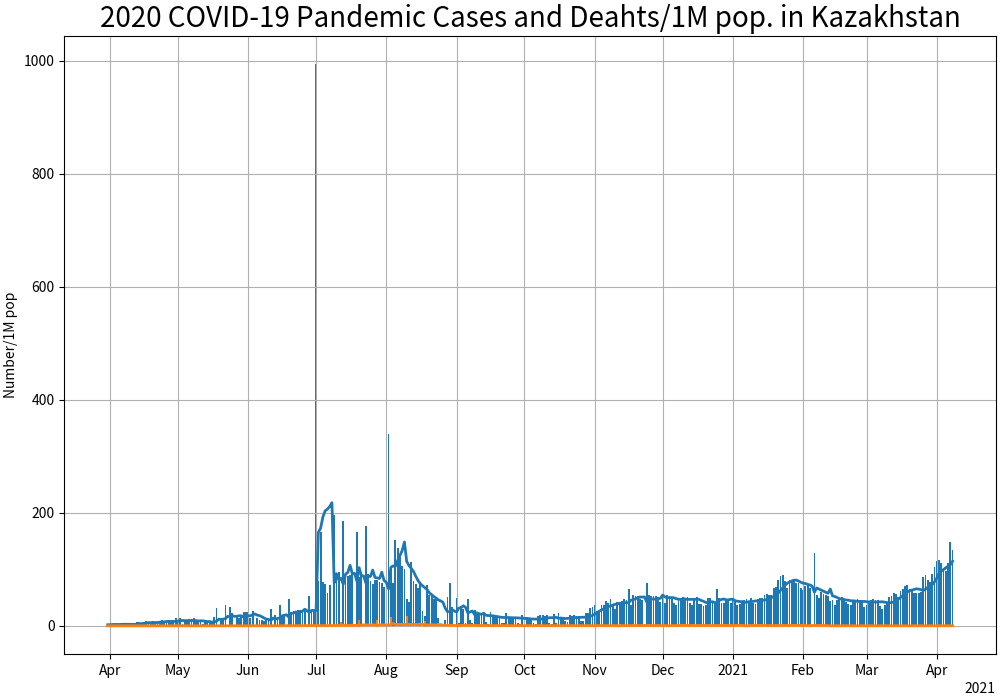 2020 COVID-19 Pandemic Cases and Deahts/1M pop. in Kazakhstan
Number/1M pop
1000
800
600
400
200
0
Apr May Jun Jul Aug Sep Oct Nov Dec 2021 Feb Mar Apr
2021